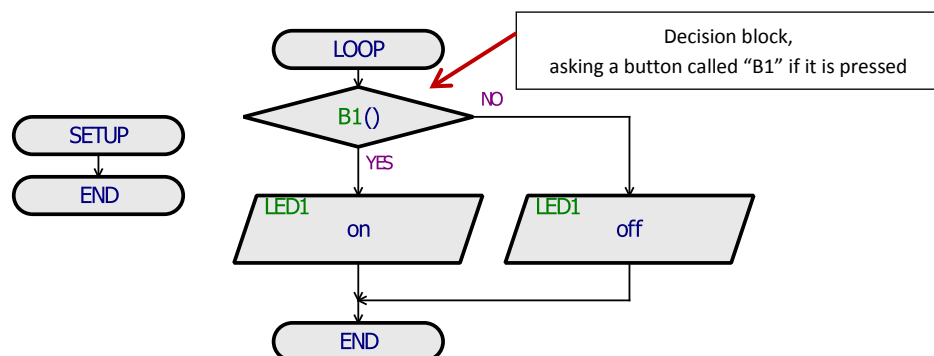 LOOP
Decision block,
asking a button called “B1” if it is pressed
B1()
NO
YES
SETUP
END
LED1
on
LED1
off
END